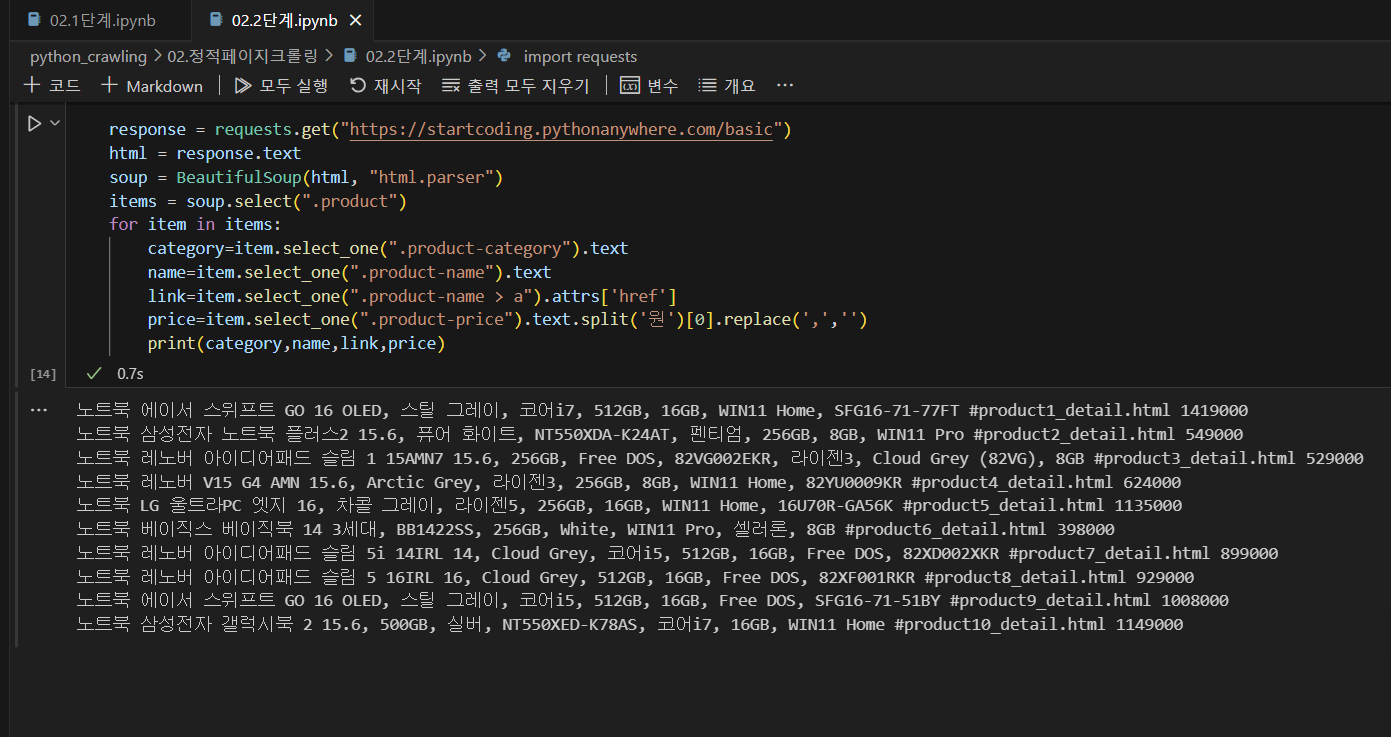 02.1단계.ipynb 02.2단계.ipynb
python_crawling > 02.정적페이지크롤링 > 02.2단계.ipynb > import requests
+ 코드 + Markdown 모두 실행 재시작 출력 모두 지우기 변수 개요 ...
response = requests.get("https://startcoding.pythonanywhere.com/basic")
html = response.text
soup = BeautifulSoup(html, "html.parser")
items = soup.select(".product")
for item in items:
    category=item.select_one(".product-category").text
    name=item.select_one(".product-name").text
    link=item.select_one(".product-name > a").attrs['href']
    price=item.select_one(".product-price").text.split('원')[0].replace(',','')
    print(category,name,link,price)
[14] 0.7s
노트북 에이서 스위프트 GO 16 OLED, 스틸 그레이, 코어i7, 512GB, 16GB, WIN11 Home, SFG16-71-77FT #product1_detail.html 1419000
노트북 삼성전자 노트북 플러스2 15.6, 퓨어 화이트, NT550XDA-K24AT, 펜티엄, 256GB, 8GB, WIN11 Pro #product2_detail.html 549000
노트북 레노버 아이디어패드 슬림 1 15AMN7 15.6, 256GB, Free DOS, 82VG002EKR, 라이젠3, Cloud Grey (82VG), 8GB #product3_detail.html 529000
노트북 레노버 V15 G4 AMN 15.6, Arctic Grey, 라이젠3, 256GB, 8GB, WIN11 Home, 82YU0009KR #product4_detail.html 624000
노트북 LG 울트라PC 엣지 16, 차콜 그레이, 라이젠5, 256GB, 16GB, WIN11 Home, 16U70R-GA56K #product5_detail.html 1135000
노트북 베이직스 베이직북 14 3세대, BB1422SS, 256GB, White, WIN11 Pro, 셀러론, 8GB #product6_detail.html 398000
노트북 레노버 아이디어패드 슬림 5i 14IRL 14, Cloud Grey, 코어i5, 512GB, 16GB, Free DOS, 82XD002XKR #product7_detail.html 899000
노트북 레노버 아이디어패드 슬림 5 16IRL 16, Cloud Grey, 512GB, 16GB, Free DOS, 82XF001RKR #product8_detail.html 929000
노트북 에이서 스위프트 GO 16 OLED, 스틸 그레이, 코어i5, 512GB, 16GB, Free DOS, SFG16-71-51BY #product9_detail.html 1008000
노트북 삼성전자 갤럭시북 2 15.6, 500GB, 실버, NT550XED-K78AS, 코어i7, 16GB, WIN11 Home #product10_detail.html 1149000